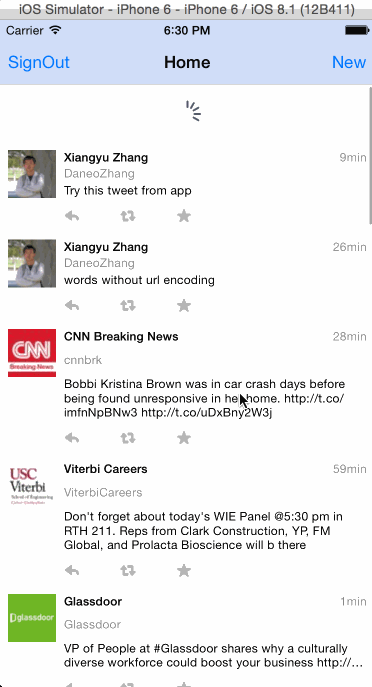 iOS Simulator - iPhone 6 - iPhone 6 / iOS 8.1 (12B411)
Carrier 6:30 PM
SignOut Home New
Xiangyu Zhang 9min
DaneoZhang
Try this tweet from app
Xiangyu Zhang 26min
DaneoZhang
words without url encoding
CNN Breaking News 28min
CNN
Breaking News
cnnbrk
Bobbi Kristina Brown was in car crash days before
being found unresponsive in her home. http://t.co/
imfnNpBNw3 http://t.co/uDxBny2W3j
Viterbi Careers 59min
USC
Viterbi
School of Engineering
ViterbiCareers
Don't forget about today's WIE Panel @5:30 pm in
RTH 211. Reps from Clark Construction, YP, FM
Global, and Prolacta Bioscience will b there
Glassdoor 1min
glassdoor
Glassdoor
VP of People at #Glassdoor shares why a culturally
diverse workforce could boost your business http://…